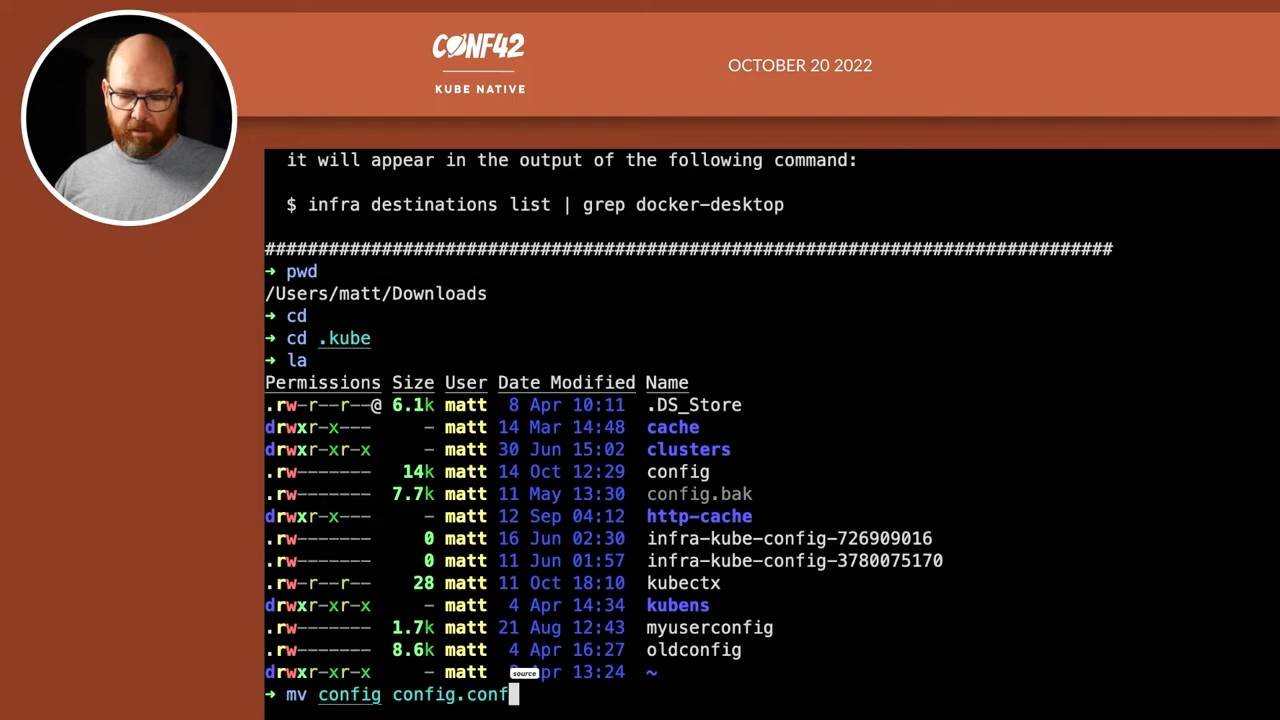 CONF42
KUBE NATIVE
OCTOBER 20 2022
it will appear in the output of the following command:
$ infra destinations list | grep docker-desktop
################################################################################
➜ pwd
/Users/matt/Downloads
➜ cd
➜ cd .kube
➜ la
Permissions Size User Date Modified Name
.rw-r--r--@ 6.1k matt 8 Apr 10:11 .DS_Store
drwxr-x--- - matt 14 Mar 14:48 cache
drwxr-xr-x - matt 30 Jun 15:02 clusters
.rw------- 14k matt 14 Oct 12:29 config
.rw------- 7.7k matt 11 May 13:30 config.bak
drwxr-x--- - matt 12 Sep 04:12 http-cache
.rw------- 0 matt 16 Jun 02:30 infra-kube-config-726909016
.rw------- 0 matt 11 Jun 01:57 infra-kube-config-3780075170
.rw-r--r-- 28 matt 11 Oct 18:10 kubectx
drwxr-xr-x - matt 4 Apr 14:34 kubens
.rw------- 1.7k matt 21 Aug 12:43 myuserconfig
.rw------- 8.6k matt 4 Apr 16:27 oldconfig
drwxr-xr-x - matt Apr 13:24 ~
source
➜ mv config config.conf